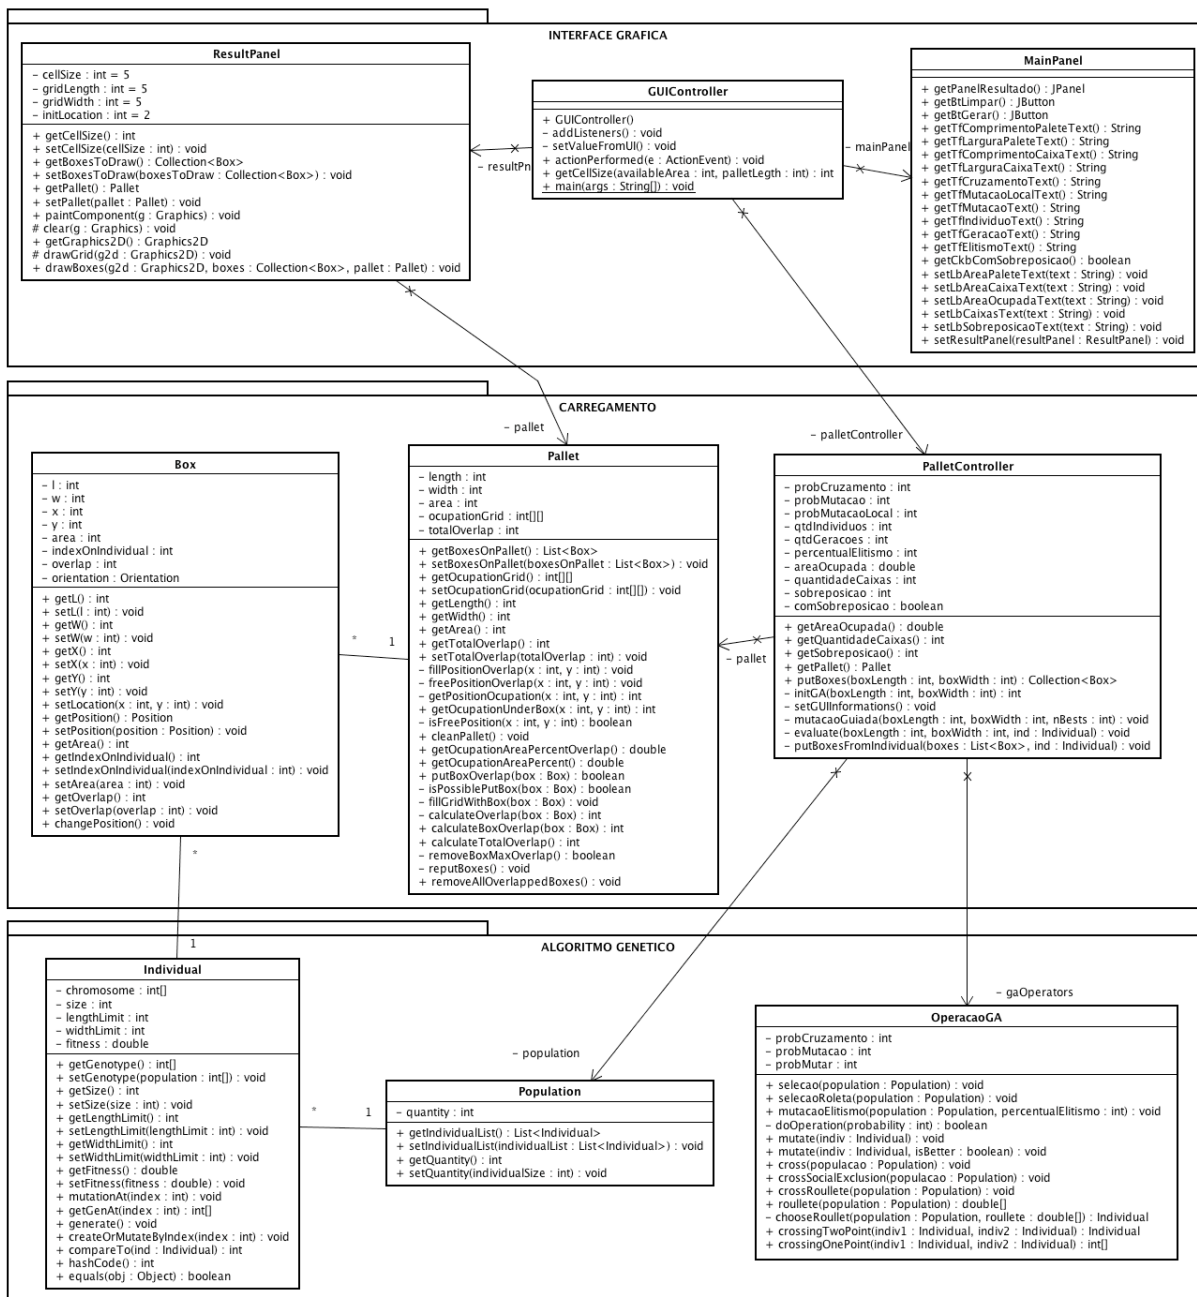 INTERFACE GRAFICA
ResultPanel
- cellSize : int = 5
- gridLength : int = 5
- gridWidth : int = 5
- initLocation : int = 2
+ getCellSize() : int
+ setCellSize(cellSize : int) : void
+ getBoxesToDraw() : Collection<Box>
+ setBoxesToDraw(boxesToDraw : Collection<Box>) : void
+ getPallet() : Pallet
+ setPallet(pallet : Pallet) : void
+ paintComponent(g : Graphics) : void
# clear(g : Graphics) : void
+ getGraphics2D() : Graphics2D
# drawGrid(g2d : Graphics2D) : void
+ drawBoxes(g2d : Graphics2D, boxes : Collection<Box>, pallet : Pallet) : void
- resultPn
GUIController
+ GUIController()
- addListeners() : void
- setValueFromUI() : void
+ actionPerformed(e : ActionEvent) : void
+ getCellSize(availableArea : int, palletLegth : int) : int
+ main(args : String[]) : void
- mainPanel
MainPanel
+ getPanelResultado() : JPanel
+ getBtLimpar() : JButton
+ getBtGerar() : JButton
+ getTfComprimentoPaleteText() : String
+ getTfLarguraPaleteText() : String
+ getTfComprimentoCaixaText() : String
+ getTfLarguraCaixaText() : String
+ getTfCruzamentoText() : String
+ getTfMutacaoLocalText() : String
+ getTfMutacaoText() : String
+ getTfIndividuoText() : String
+ getTfGeracaoText() : String
+ getTfElitismoText() : String
+ getCkbComSobreposicao() : boolean
+ setLbAreaPaleteText(text : String) : void
+ setLbAreaCaixaText(text : String) : void
+ setLbAreaOcupadaText(text : String) : void
+ setLbCaixasText(text : String) : void
+ setLbSobreposicaoText(text : String) : void
+ setResultPanel(resultPanel : ResultPanel) : void
CARREGAMENTO
- pallet
- palletController
Box
- l : int
- w : int
- x : int
- y : int
- area : int
- indexOnIndividual : int
- overlap : int
- orientation : Orientation
+ getL() : int
+ setL(l : int) : void
+ getW() : int
+ setW(w : int) : void
+ getX() : int
+ setX(x : int) : void
+ getY() : int
+ setY(y : int) : void
+ setLocation(x : int, y : int) : void
+ getPosition() : Position
+ setPosition(position : Position) : void
+ getArea() : int
+ getIndexOnIndividual() : int
+ setIndexOnIndividual(indexOnIndividual : int) : void
+ setArea(area : int) : void
+ getOverlap() : int
+ setOverlap(overlap : int) : void
+ changePosition() : void
*
1
Pallet
- length : int
- width : int
- area : int
- ocupationGrid : int[][]
- totalOverlap : int
+ getBoxesOnPallet() : List<Box>
+ setBoxesOnPallet(boxesOnPallet : List<Box>) : void
+ getOcupationGrid() : int[][]
+ setOcupationGrid(ocupationGrid : int[][]) : void
+ getLength() : int
+ getWidth() : int
+ getArea() : int
+ getTotalOverlap() : int
+ setTotalOverlap(totalOverlap : int) : void
- fillPositionOverlap(x : int, y : int) : void
- freePositionOverlap(x : int, y : int) : void
- getPositionOcupation(x : int, y : int) : int
+ getOcupationUnderBox(x : int, y : int) : int
- isFreePosition(x : int, y : int) : boolean
+ cleanPallet() : void
+ getOcupationAreaPercentOverlap() : double
+ getOcupationAreaPercent() : double
+ putBoxOverlap(box : Box) : boolean
- isPossiblePutBox(box : Box) : boolean
- fillGridWithBox(box : Box) : void
- calculateOverlap(box : Box) : int
+ calculateBoxOverlap(box : Box) : int
+ calculateTotalOverlap() : int
- removeBoxMaxOverlap() : boolean
- reputBoxes() : void
+ removeAllOverlappedBoxes() : void
- pallet
PalletController
- probCruzamento : int
- probMutacao : int
- probMutacaoLocal : int
- qtdIndividuos : int
- qtdGeracoes : int
- percentualElitismo : int
- areaOcupada : double
- quantidadeCaixas : int
- sobreposicao : int
- comSobreposicao : boolean
+ getAreaOcupada() : double
+ getQuantidadeCaixas() : int
+ getSobreposicao() : int
+ getPallet() : Pallet
+ putBoxes(boxLength : int, boxWidth : int) : Collection<Box>
- initGA(boxLength : int, boxWidth : int) : int
- setGUIInformations() : void
- mutacaoGuiada(boxLength : int, boxWidth : int, nBests : int) : void
- evaluate(boxLength : int, boxWidth : int, ind : Individual) : void
- putBoxesFromIndividual(boxes : List<Box>, ind : Individual) : void
*
1
ALGORITMO GENETICO
Individual
- chromosome : int[]
- size : int
- lengthLimit : int
- widthLimit : int
- fitness : double
+ getGenotype() : int[]
+ setGenotype(population : int[]) : void
+ getSize() : int
+ setSize(size : int) : void
+ getLengthLimit() : int
+ setLengthLimit(lengthLimit : int) : void
+ getWidthLimit() : int
+ setWidthLimit(widthLimit : int) : void
+ getFitness() : double
+ setFitness(fitness : double) : void
+ mutationAt(index : int) : void
+ getGenAt(index : int) : int[]
+ generate() : void
+ createOrMutateByIndex(index : int) : void
+ compareTo(ind : Individual) : int
+ hashCode() : int
+ equals(obj : Object) : boolean
*
1
- population
Population
- quantity : int
+ getIndividualList() : List<Individual>
+ setIndividualList(individualList : List<Individual>) : void
+ getQuantity() : int
+ setQuantity(individualSize : int) : void
- gaOperators
OperacaoGA
- probCruzamento : int
- probMutacao : int
- probMutar : int
+ selecao(population : Population) : void
+ selecaoRoleta(population : Population) : void
+ mutacaoElitismo(population : Population, percentualElitismo : int) : void
- doOperation(probability : int) : boolean
+ mutate(indiv : Individual) : void
+ mutate(indiv : Individual, isBetter : boolean) : void
+ cross(populacao : Population) : void
+ crossSocialExclusion(populacao : Population) : void
+ crossRoullete(population : Population) : void
+ roullete(population : Population) : double[]
- chooseRoullet(population : Population, roullete : double[]) : Individual
+ crossingTwoPoint(indiv1 : Individual, indiv2 : Individual) : Individual
+ crossingOnePoint(indiv1 : Individual, indiv2 : Individual) : int[]